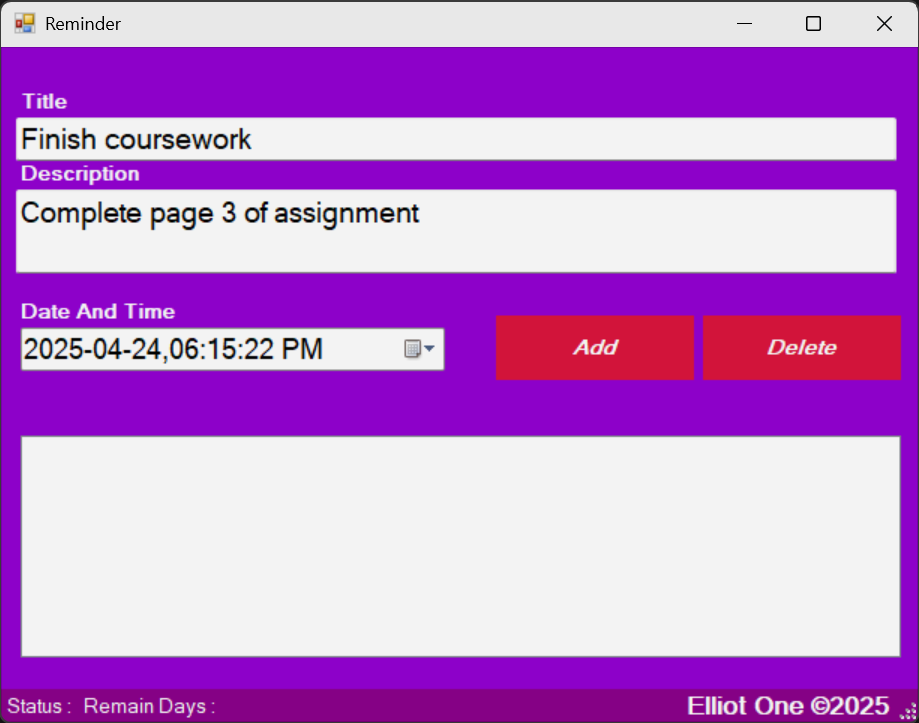 Reminder
Title
Finish coursework
Description
Complete page 3 of assignment
Date And Time
2025-04-24,06:15:22 PM
Add
Delete
Status : Remain Days :
Elliot One ©2025